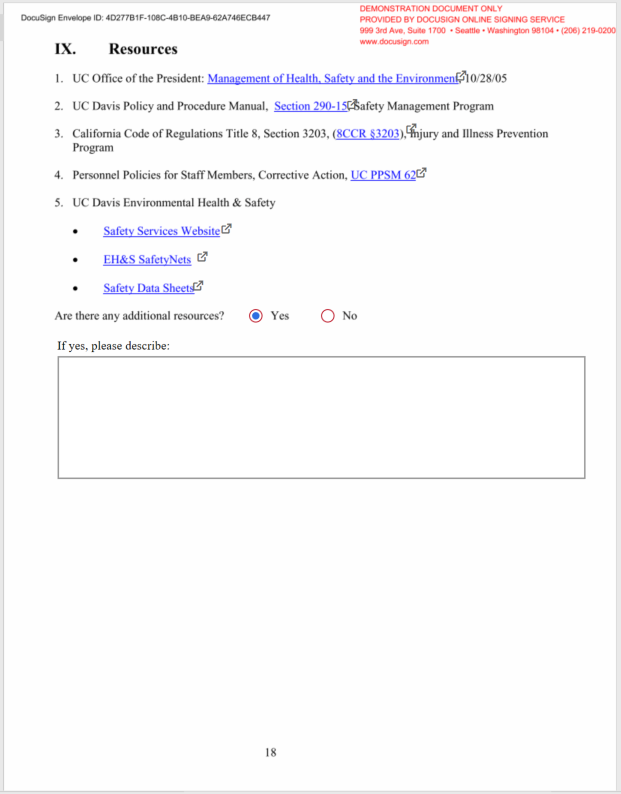 DocuSign Envelope ID: 4D277B1F-108C-4B10-BEA9-62A746ECB447
DEMONSTRATION DOCUMENT ONLY
PROVIDED BY DOCUSIGN ONLINE SIGNING SERVICE
999 3rd Ave, Suite 1700 • Seattle • Washington 98104 • (206) 219-0200
www.docusign.com
IX. Resources
1. UC Office of the President: Management of Health, Safety and the Environment 10/28/05
2. UC Davis Policy and Procedure Manual, Section 290-15 Safety Management Program
3. California Code of Regulations Title 8, Section 3203, (8CCR §3203), Injury and Illness Prevention
Program
4. Personnel Policies for Staff Members, Corrective Action, UC PPSM 62
5. UC Davis Environmental Health & Safety
• Safety Services Website
• EH&S SafetyNets
• Safety Data Sheets
Are there any additional resources? Yes No
If yes, please describe:
18